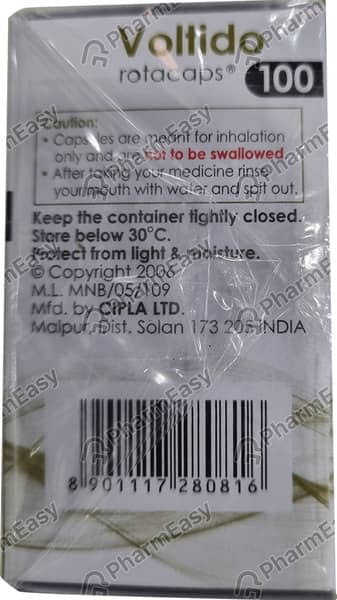 Voltido
rotacaps® 100
Caution:
• Capsules are meant for inhalation
only and are not to be swallowed
• After taking your medicine rinse
your mouth with water and spit out.
Keep the container tightly closed.
Store below 30°C.
Protect from light & moisture.
© Copyright 2006
M.L. MNB/05/109
Mfd. by CIPLA LTD.
Malpur, Dist. Solan 173 205 INDIA
8 901117 280816
PharmEasy